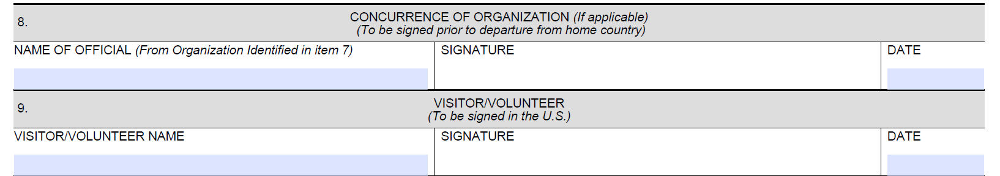 8.
CONCURRENCE OF ORGANIZATION (If applicable)
(To be signed prior to departure from home country)
NAME OF OFFICIAL (From Organization Identified in item 7)
SIGNATURE
DATE
9.
VISITOR/VOLUNTEER
(To be signed in the U.S.)
VISITOR/VOLUNTEER NAME
SIGNATURE
DATE